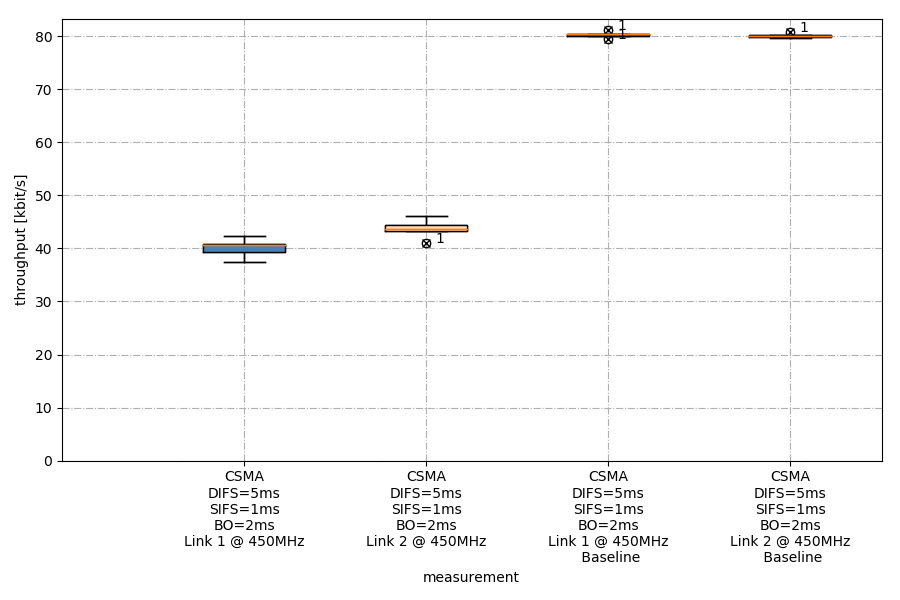 throughput [kbit/s]
80
70
60
50
40
30
20
10
0
1
1
1
1
CSMA
DIFS=5ms
SIFS=1ms
BO=2ms
Link 1 @ 450MHz
CSMA
DIFS=5ms
SIFS=1ms
BO=2ms
Link 2 @ 450MHz
CSMA
DIFS=5ms
SIFS=1ms
BO=2ms
Link 1 @ 450MHz
Baseline
CSMA
DIFS=5ms
SIFS=1ms
BO=2ms
Link 2 @ 450MHz
Baseline
measurement